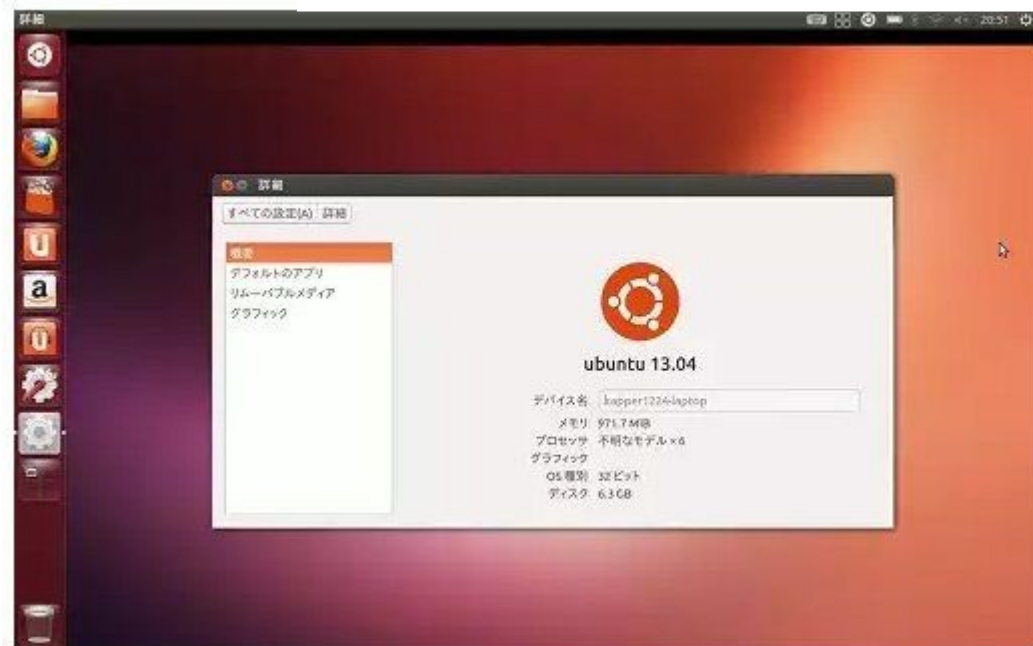 詳細
20:51
詳細
すべての設定(A) 詳細
概要
デフォルトのアプリ
リムーバブルメディア
グラフィック
ubuntu 13.04
デバイス名 kapper1224-laptop
メモリ 971.7 MiB
プロセッサ 不明なモデル × 6
グラフィック
OS 種別 32 ビット
ディスク 6.3 GB